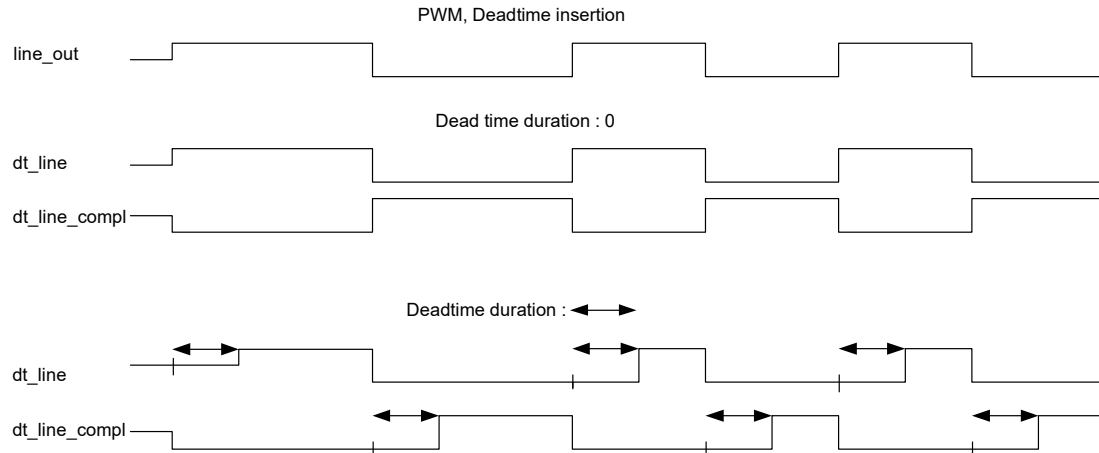 PWM, Deadtime insertion
line_out
Dead time duration : 0
dt_line
dt_line_compl
Deadtime duration :
dt_line
dt_line_compl